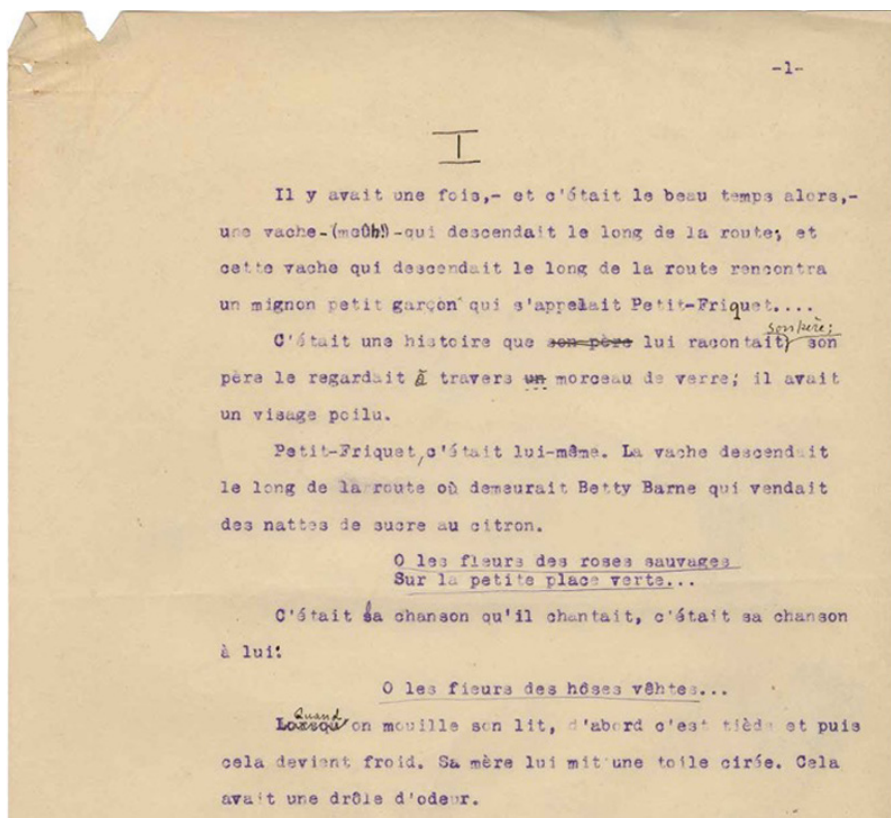 -1-
I
Il y avait une fois,- et c'était le beau temps alors,-
une vache-(meûh!)-qui descendait le long de la route; et
cette vache qui descendait le long de la route rencontra
un mignon petit garçon qui s'appelait Petit-Friquet....
son père;
C'était une histoire que son père lui racontait, son
père le regardait à travers un morceau de verre; il avait
un visage poilu.
Petit-Friquet, c'était lui-même. La vache descendait
le long de la route où demeurait Betty Barne qui vendait
des nattes de sucre au citron.
O les fleurs des roses sauvages
Sur la petite place verte...
C'était sa chanson qu'il chantait, c'était sa chanson
à lui:
O les fieurs des hôses vêhtes...
Quand
Lorsqu'on mouille son lit, d'abord c'est tiède et puis
cela devient froid. Sa mère lui mit une toile cirée. Cela
avait une drôle d'odeur.